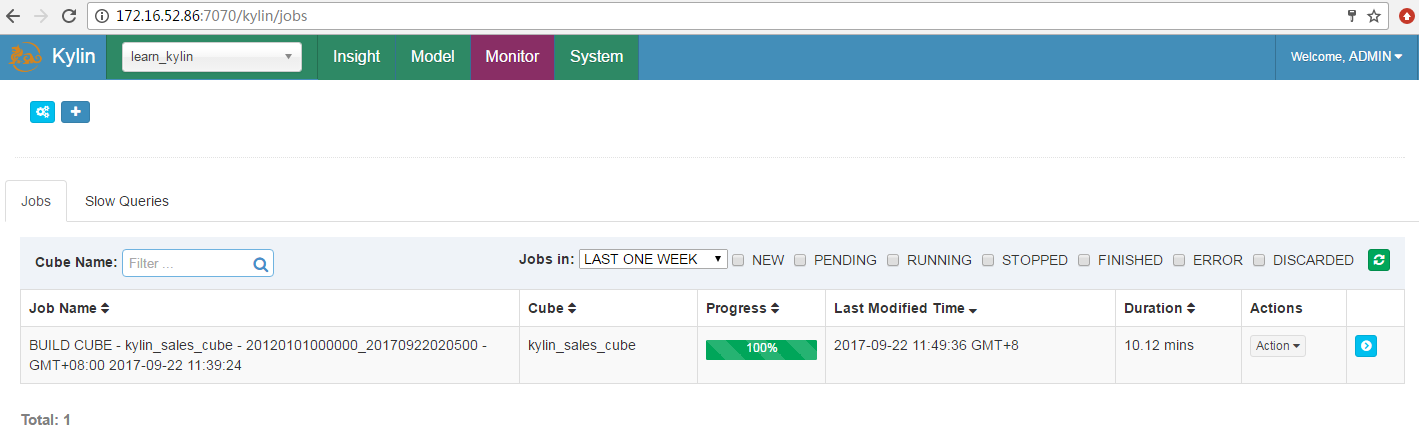 172.16.52.86:7070/kylin/jobs
Kylin learn_kylin Insight Model Monitor System Welcome, ADMIN
Jobs Slow Queries
Cube Name: Filter ... Jobs in: LAST ONE WEEK NEW PENDING RUNNING STOPPED FINISHED ERROR DISCARDED
Job Name Cube Progress Last Modified Time Duration Actions
BUILD CUBE - kylin_sales_cube - 20120101000000_20170922020500 - kylin_sales_cube 100% 2017-09-22 11:49:36 GMT+8 10.12 mins Action
GMT+08:00 2017-09-22 11:39:24
Total: 1